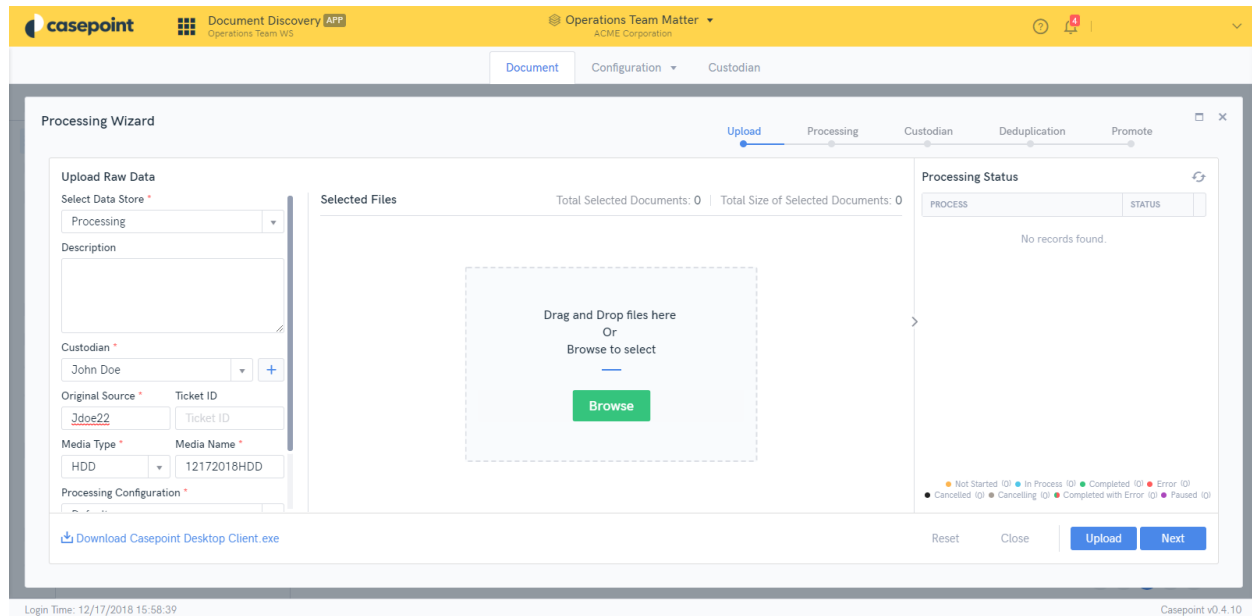 casepoint
Document Discovery APP
Operations Team WS
Operations Team Matter
ACME Corporation
?
4
Document
Configuration
Custodian
Processing Wizard
Upload
Processing
Custodian
Deduplication
Promote
Upload Raw Data
Select Data Store *
Processing
Description
Custodian *
John Doe
+
Original Source * Ticket ID
Jdoe22 Ticket ID
Media Type * Media Name *
HDD 12172018HDD
Processing Configuration *
Download Casepoint Desktop Client.exe
Selected Files
Total Selected Documents: 0 | Total Size of Selected Documents: 0
Drag and Drop files here
Or
Browse to select
Browse
Processing Status
PROCESS STATUS
No records found.
Not Started (0) In Process (0) Completed (0) Error (0)
Cancelled (0) Cancelling (0) Completed with Error (0) Paused (0)
Reset
Close
Upload
Next
Login Time: 12/17/2018 15:58:39
Casepoint v0.4.10